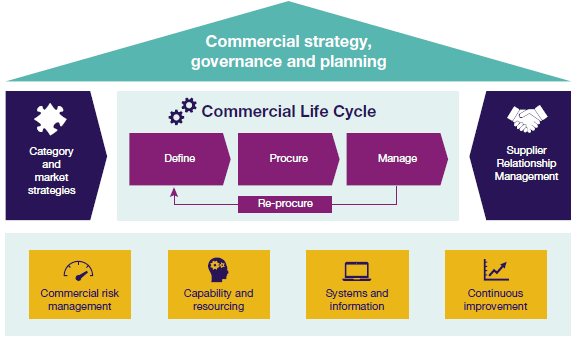 Commercial strategy,
governance and planning
Category
and
market
strategies
Commercial Life Cycle
Define
Procure
Manage
Re-procure
Supplier
Relationship
Management
Commercial risk
management
Capability and
resourcing
Systems and
information
Continuous
improvement